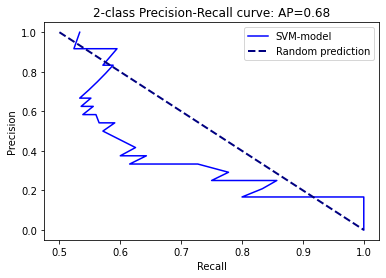 2-class Precision-Recall curve: AP=0.68
SVM-model
Random prediction
Precision
1.0
0.8
0.6
0.4
0.2
0.0
0.5 0.6 0.7 0.8 0.9 1.0
Recall